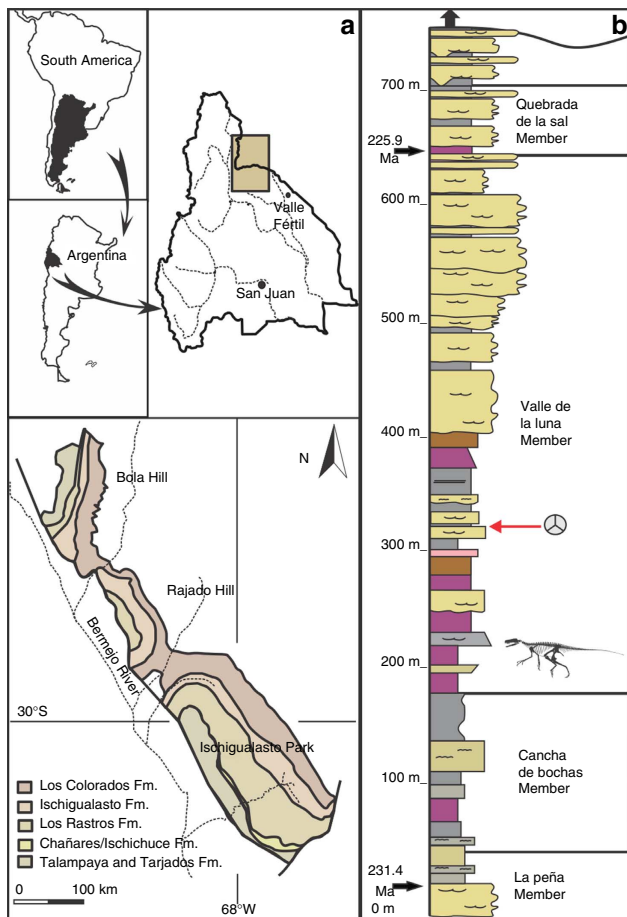 a
South America
Argentina
Valle
Fértil
San Juan
N
Bola Hill
Rajado Hill
Bermejo River
30°S
Ischigualasto Park
Los Colorados Fm.
Ischigualasto Fm.
Los Rastros Fm.
Chañares/Ischichuce Fm.
Talampaya and Tarjados Fm.
0 100 km
68°W
b
700 m
Quebrada
de la sal
Member
225.9
Ma
600 m
500 m
Valle de
la luna
Member
400 m
300 m
200 m
Cancha
de bochas
Member
100 m
231.4
Ma
0 m
La peña
Member